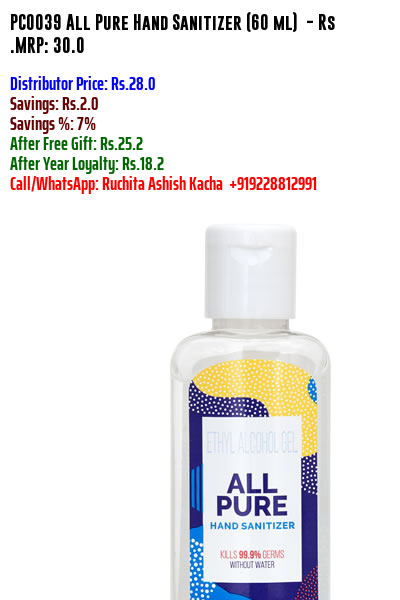 PC0039 All Pure Hand Sanitizer (60 ml)  - Rs
.MRP: 30.0
Distributor Price: Rs.28.0
Savings: Rs.2.0
Savings %: 7%
After Free Gift: Rs.25.2
After Year Loyalty: Rs.18.2
Call/WhatsApp: Ruchita Ashish Kacha  +919228812991
ETHYL ALCOHOL GEL
ALL
PURE
HAND SANITIZER
KILLS 99.9% GERMS
WITHOUT WATER